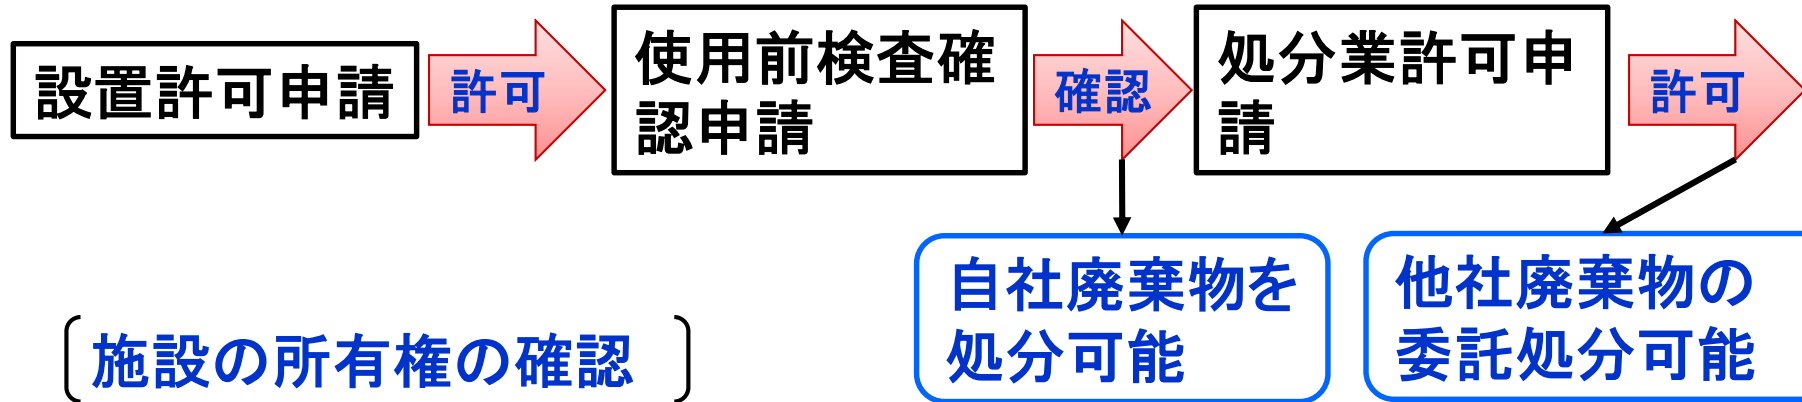 設置許可申請
許可
使用前検査確
認申請
確認
処分業許可申
請
許可
自社廃棄物を
処分可能
他社廃棄物の
委託処分可能
施設の所有権の確認